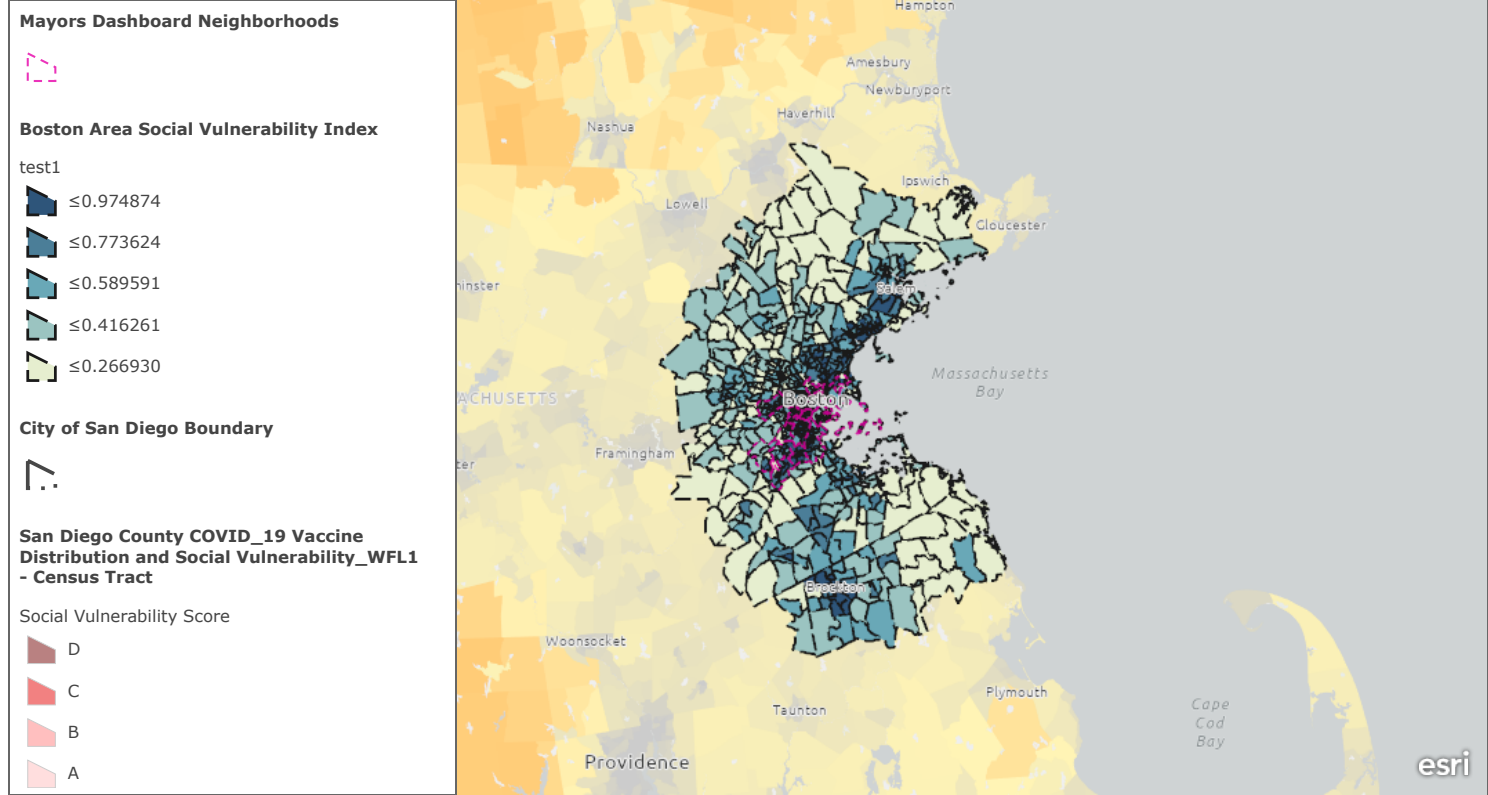 Mayors Dashboard Neighborhoods
Boston Area Social Vulnerability Index
test1
≤0.974874
≤0.773624
≤0.589591
≤0.416261
≤0.266930
City of San Diego Boundary
San Diego County COVID_19 Vaccine
Distribution and Social Vulnerability_WFL1
- Census Tract
Social Vulnerability Score
D
C
B
A
Hampton
Amesbury
Newburyport
Haverhill
Nashua
Ipswich
Lowell
Gloucester
ninster
Salem
Massachusetts
Bay
ACHUSETTS
Boston
Framingham
ter
Brockton
Woonsocket
Plymouth
Taunton
Cape
Cod
Bay
Providence
esri